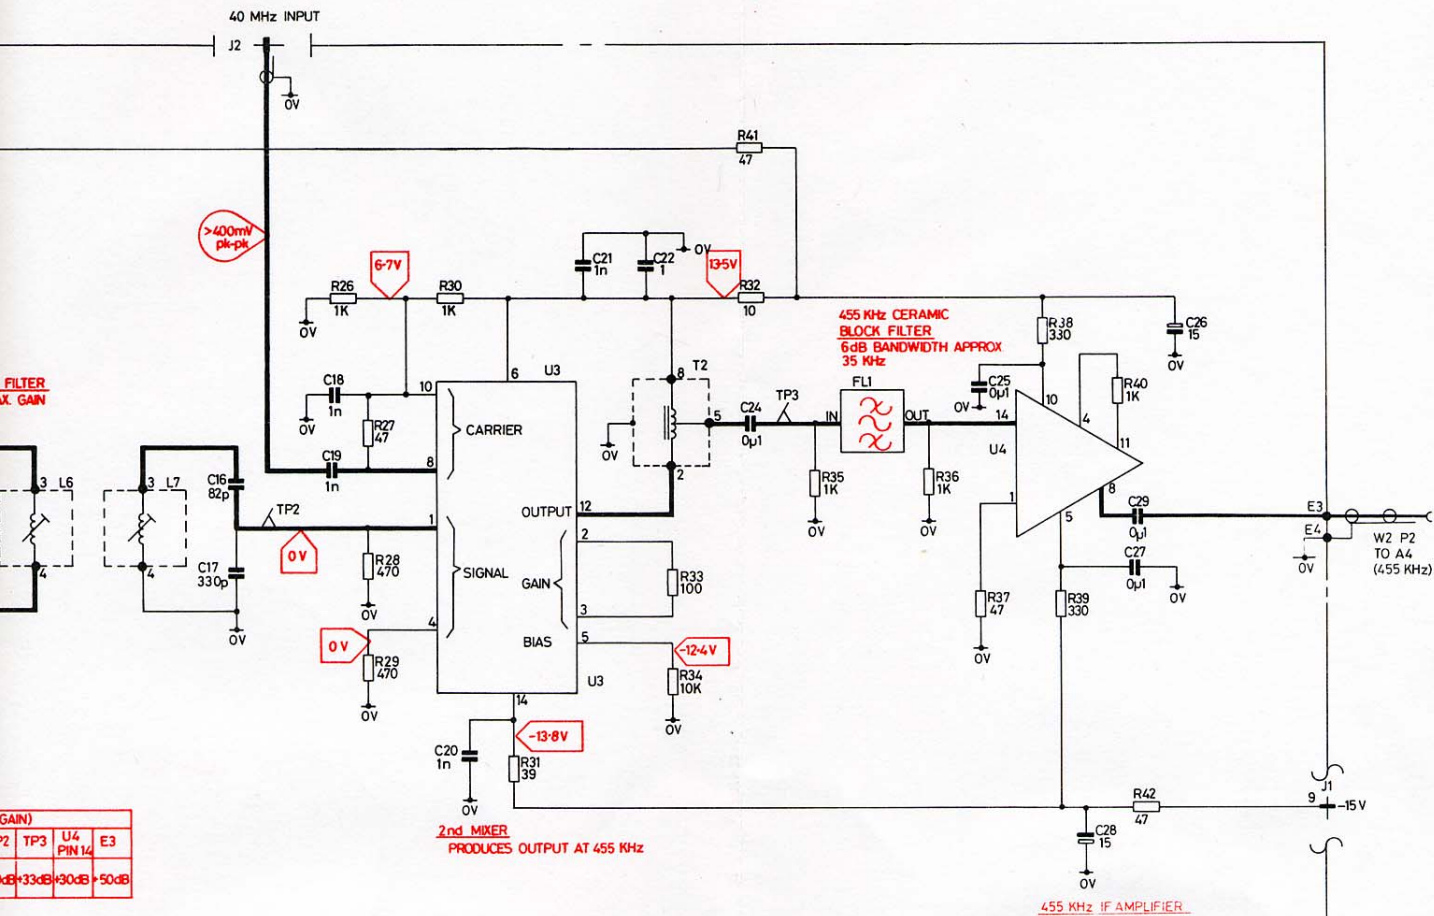 40 MHz INPUT
J2
0V
R41
47
>400mV
pk-pk
6·7V
C21
1n
C22
1
0V
13·5V
R26
1K
R30
1K
R32
10
0V
455 KHz CERAMIC
BLOCK FILTER
6dB BANDWIDTH APPROX
35 KHz
R38
330
C26
15
0V
FILTER
AX. GAIN
C18
1n
0V
10
6
U3
T2
8
FL1
C25
0µ1
0V
10
4
R40
1K
R27
47
CARRIER
C19
1n
8
0V
5
2
C24
0µ1
TP3
IN
OUT
14
U4
11
3
L6
4
3
L7
4
C16
82p
TP2
C17
330p
0V
0V
1
R28
470
0V
SIGNAL
OUTPUT
12
2
GAIN
3
R33
100
R35
1K
0V
R36
1K
0V
1
8
5
C29
0µ1
C27
0µ1
0V
E3
E4
0V
W2 P2
TO A4
(455 KHz)
R37
47
0V
R39
330
0V
4
R29
470
0V
BIAS
5
U3
-12·4V
R34
10K
0V
14
-13·8V
C20
1n
0V
R31
39
R42
47
J1
9
-15V
C28
15
0V
2nd MIXER
PRODUCES OUTPUT AT 455 KHz
GAIN)
P2 TP3 U4 PIN 14 E3
dB +33dB +30dB +50dB
455 KHz IF AMPLIFIER